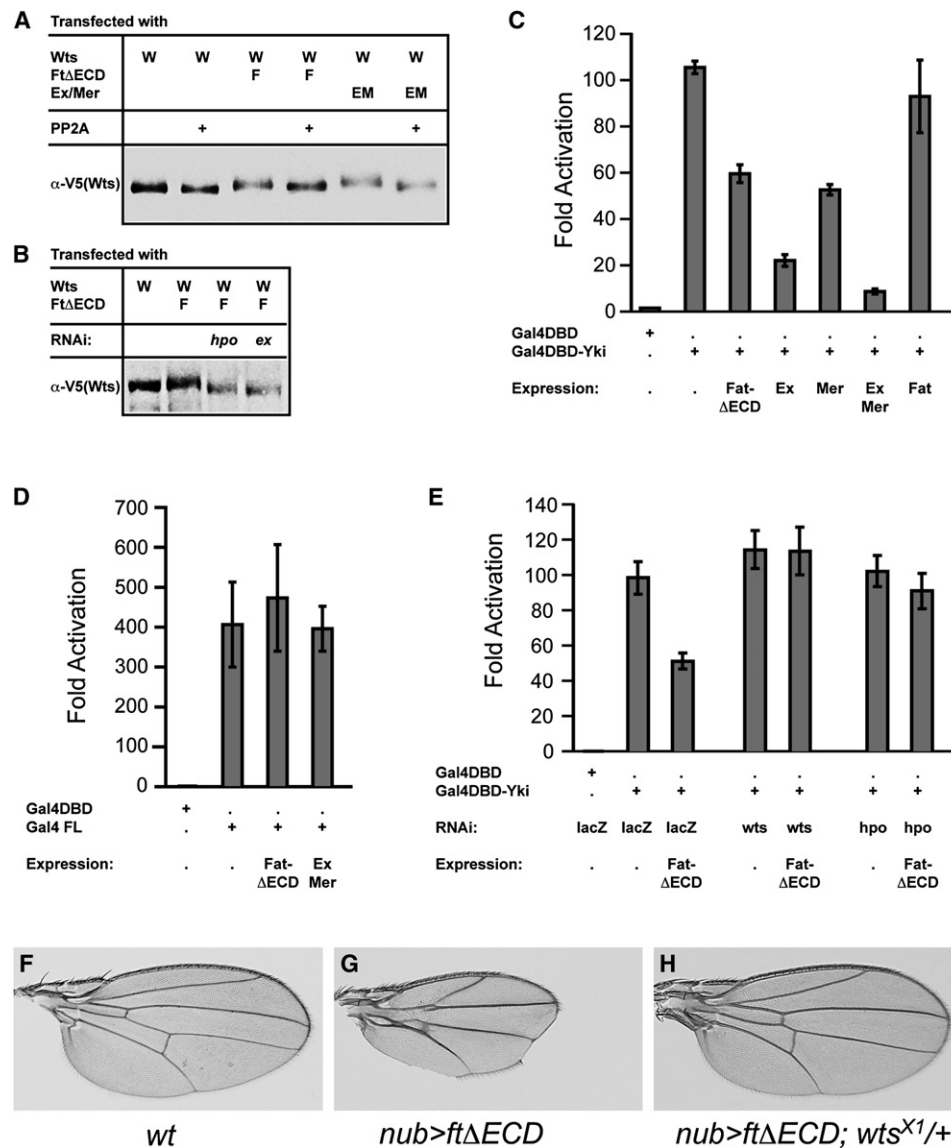 A
Transfected with
Wts W W W W W W
FtΔECD F F
Ex/Mer EM EM
PP2A + + +
α-V5(Wts)
B
Transfected with
Wts W W W W
FtΔECD F F F
RNAi: hpo ex
α-V5(Wts)
C
Fold Activation
120
100
80
60
40
20
0
Gal4DBD + . . . . . .
Gal4DBD-Yki . + + + + + +
Expression: . . Fat- Ex Mer Ex Fat
ΔECD Mer
D
Fold Activation
700
600
500
400
300
200
100
0
Gal4DBD + . . .
Gal4 FL . + + +
Expression: . . Fat- Ex
ΔECD Mer
E
Fold Activation
140
120
100
80
60
40
20
0
Gal4DBD + . . . . . .
Gal4DBD-Yki . + + + + + +
RNAi: lacZ lacZ lacZ wts wts hpo hpo
Expression: . . Fat- . Fat- . Fat-
ΔECD ΔECD ΔECD
F
wt
G
nub>ftΔECD
H
nub>ftΔECD; wtsX1/+